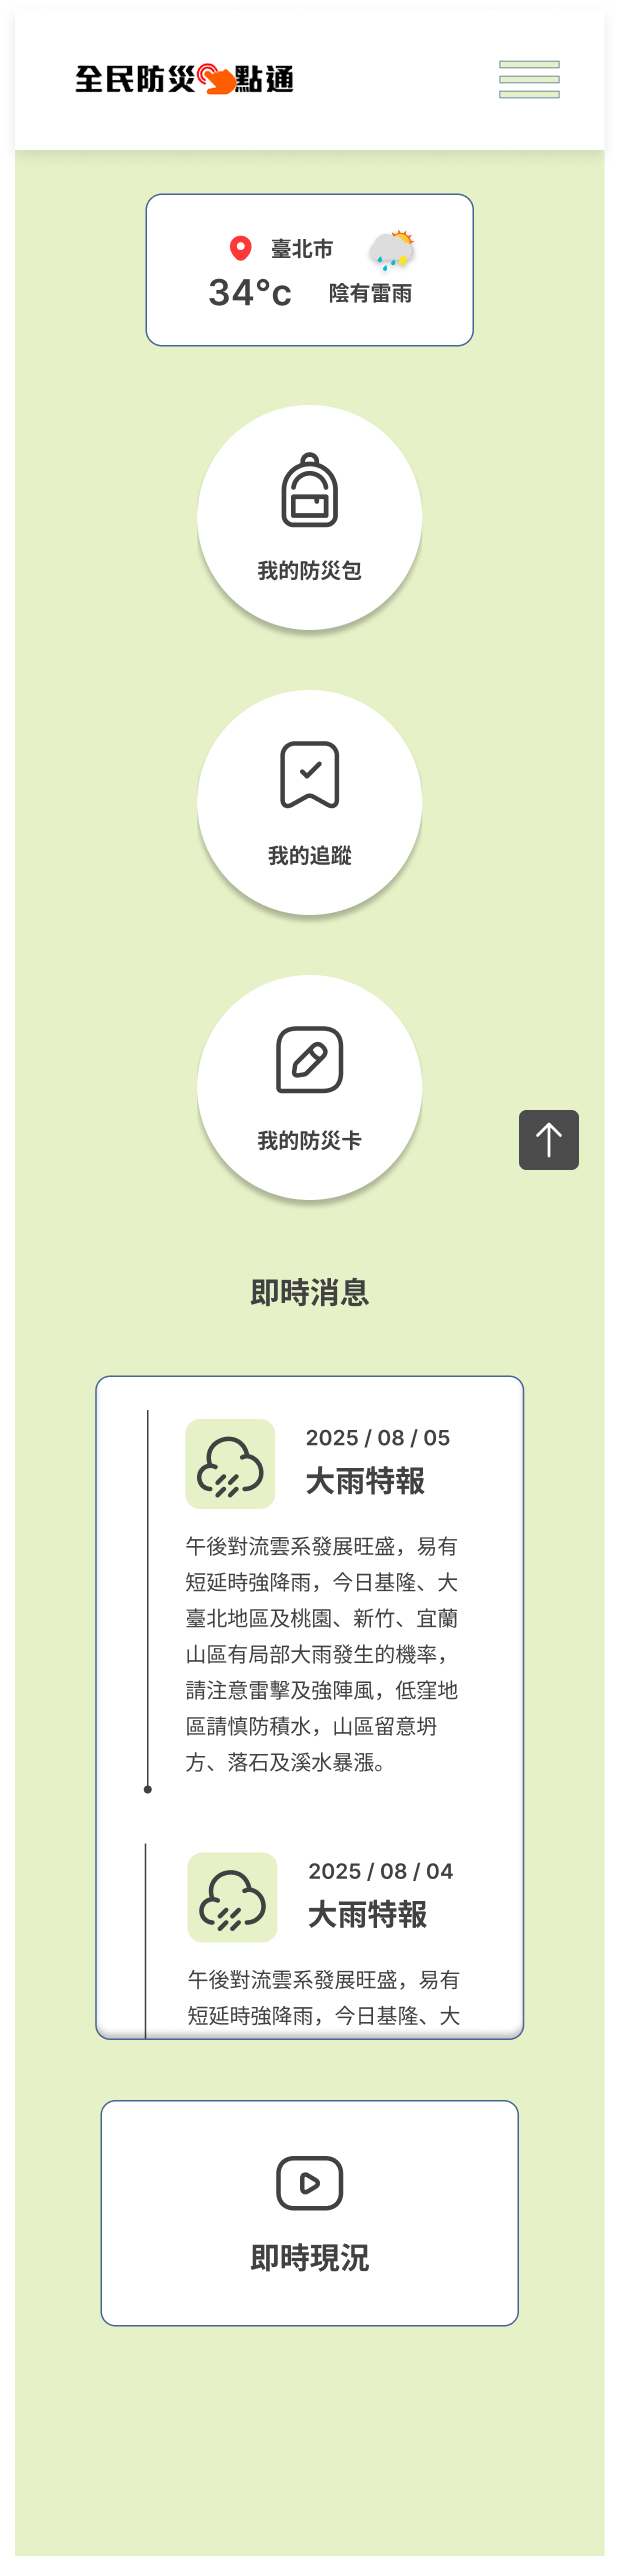 全民防災點通
臺北市
34°c 陰有雷雨
我的防災包
我的追蹤
我的防災卡
即時消息
2025 / 08 / 05
大雨特報
午後對流雲系發展旺盛，易有
短延時強降雨，今日基隆、大
臺北地區及桃園、新竹、宜蘭
山區有局部大雨發生的機率，
請注意雷擊及強陣風，低窪地
區請慎防積水，山區留意坍
方、落石及溪水暴漲。
2025 / 08 / 04
大雨特報
午後對流雲系發展旺盛，易有
短延時強降雨，今日基隆、大
即時現況